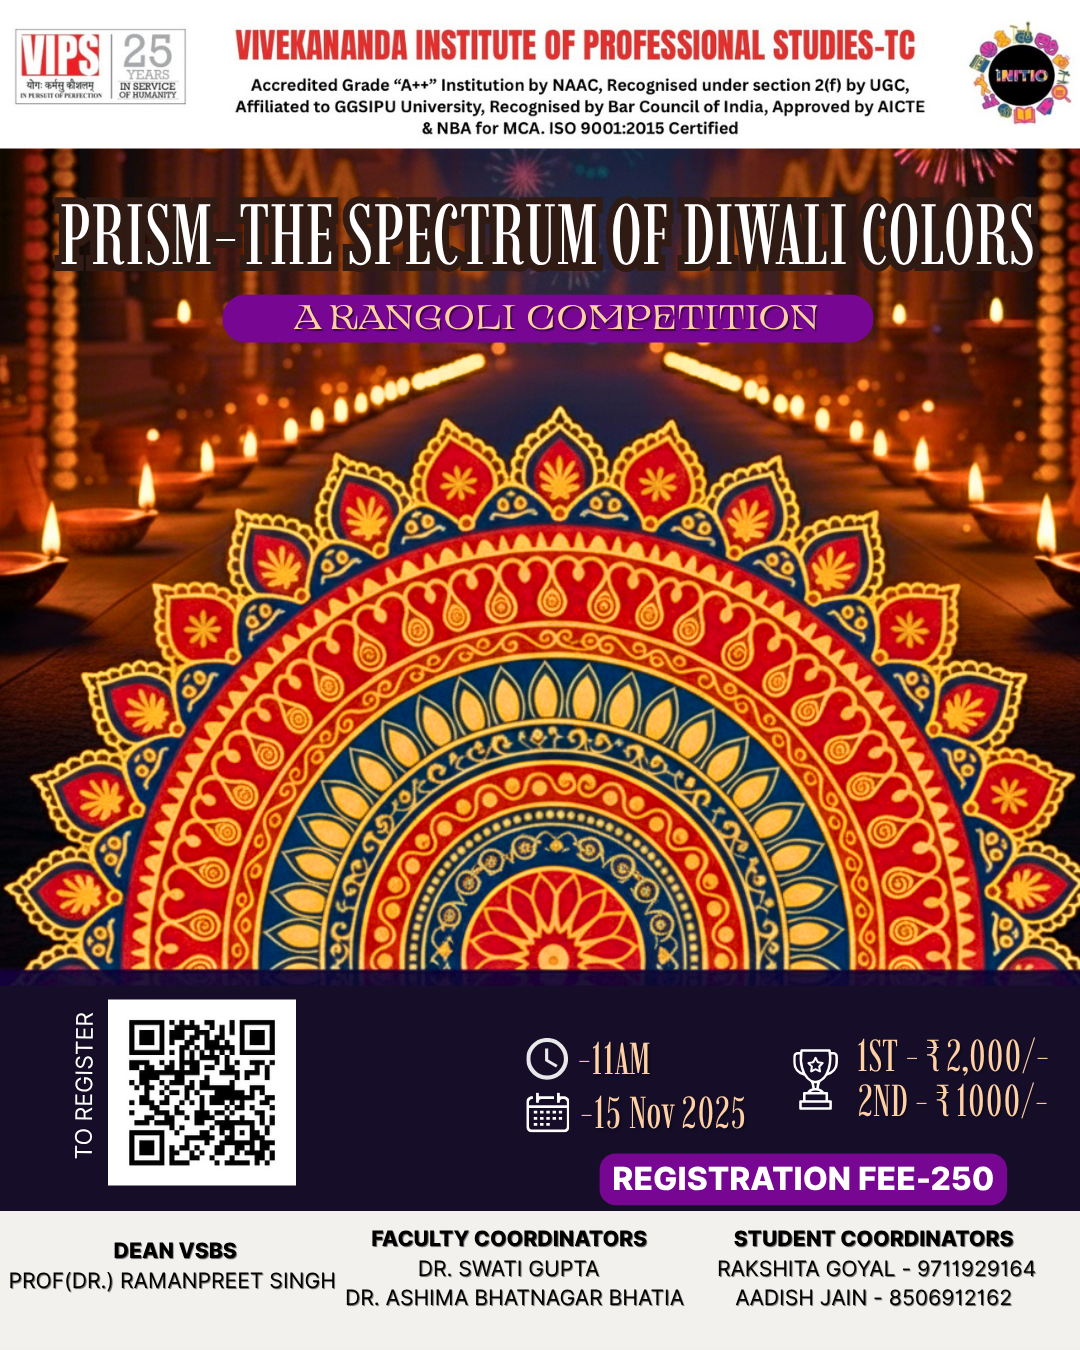 VIPS
योगः कर्मसु कौशलम्
IN PURSUIT OF PERFECTION
25
YEARS
IN SERVICE
OF HUMANITY
VIVEKANANDA INSTITUTE OF PROFESSIONAL STUDIES-TC
Accredited Grade “A++” Institution by NAAC, Recognised under section 2(f) by UGC,
Affiliated to GGSIPU University, Recognised by Bar Council of India, Approved by AICTE
& NBA for MCA. ISO 9001:2015 Certified
INITIO
PRISM-THE SPECTRUM OF DIWALI COLORS
A RANGOLI COMPETITION
TO REGISTER
-11AM
-15 Nov 2025
1ST - ₹ 2,000/-
2ND - ₹ 1000/-
REGISTRATION FEE-250
DEAN VSBS
PROF(DR.) RAMANPREET SINGH
FACULTY COORDINATORS
DR. SWATI GUPTA
DR. ASHIMA BHATNAGAR BHATIA
STUDENT COORDINATORS
RAKSHITA GOYAL - 9711929164
AADISH JAIN - 8506912162